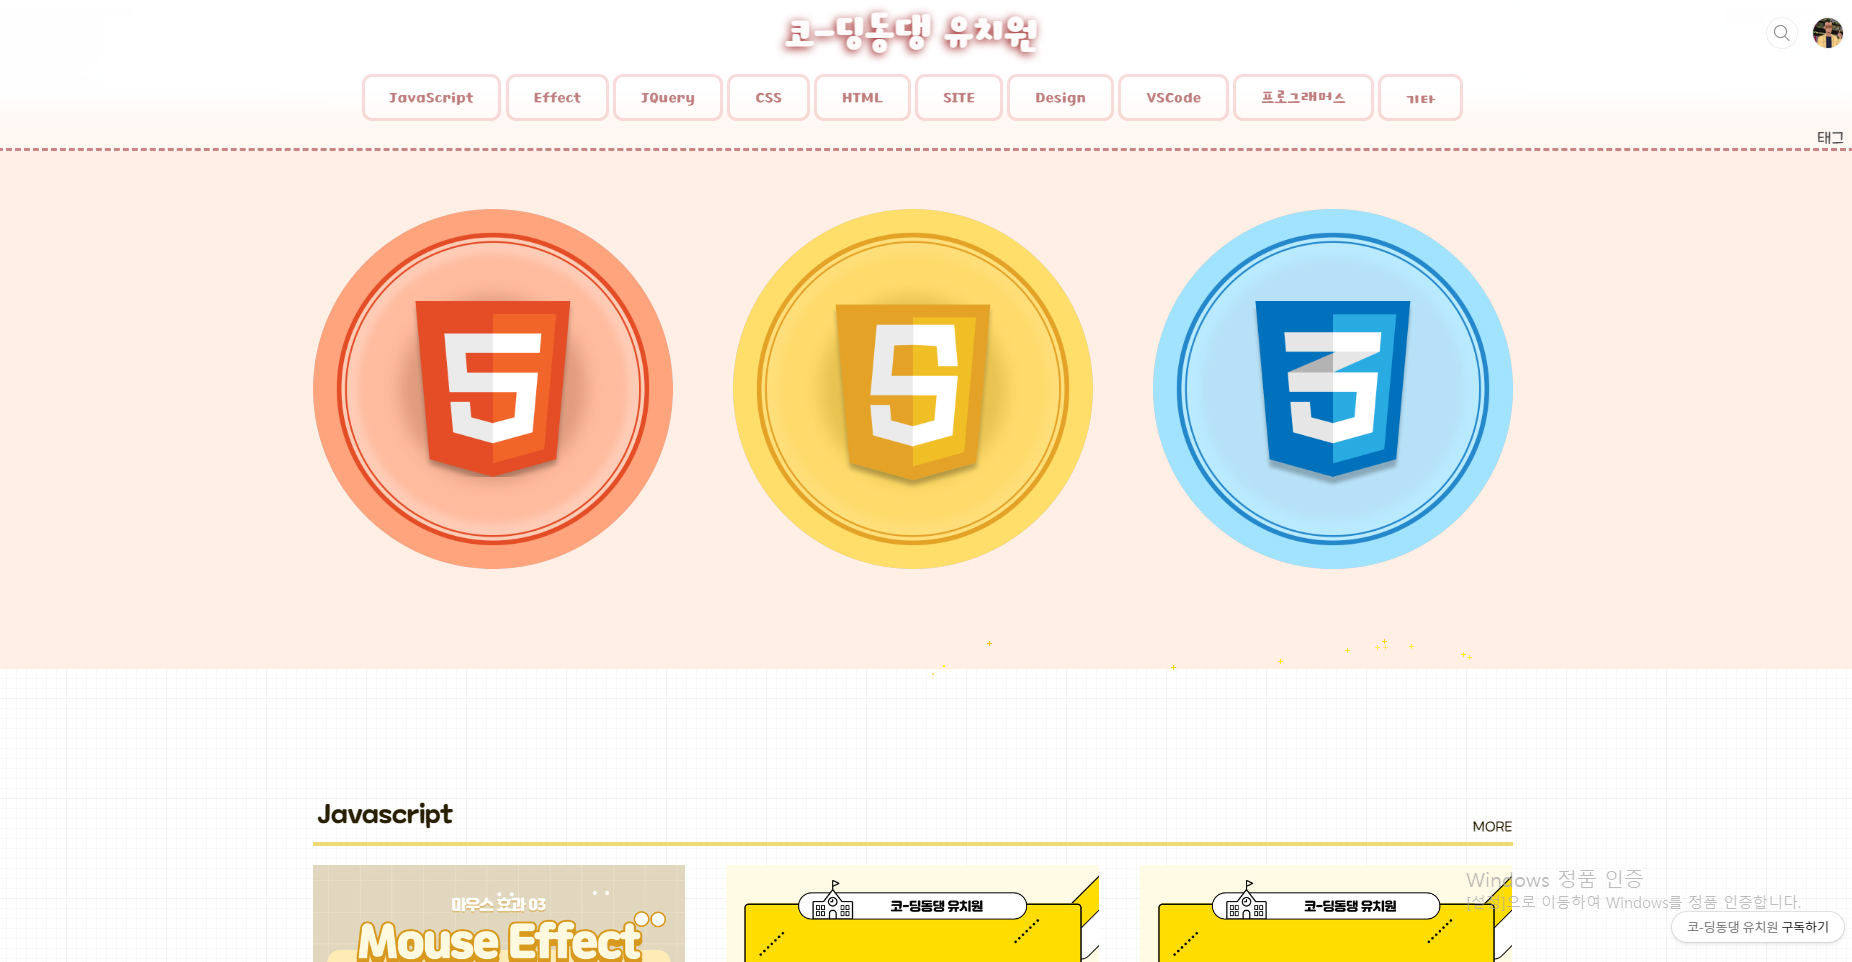 코-딩동댕 유치원
JavaScript
Effect
JQuery
CSS
HTML
SITE
Design
VSCode
프로그래머스
기타
태그
Javascript
MORE
마우스 효과 03
Mouse Effect
코-딩동댕 유치원
코-딩동댕 유치원
Windows 정품 인증
[설정]으로 이동하여 Windows를 정품 인증합니다.
코-딩동댕 유치원 구독하기